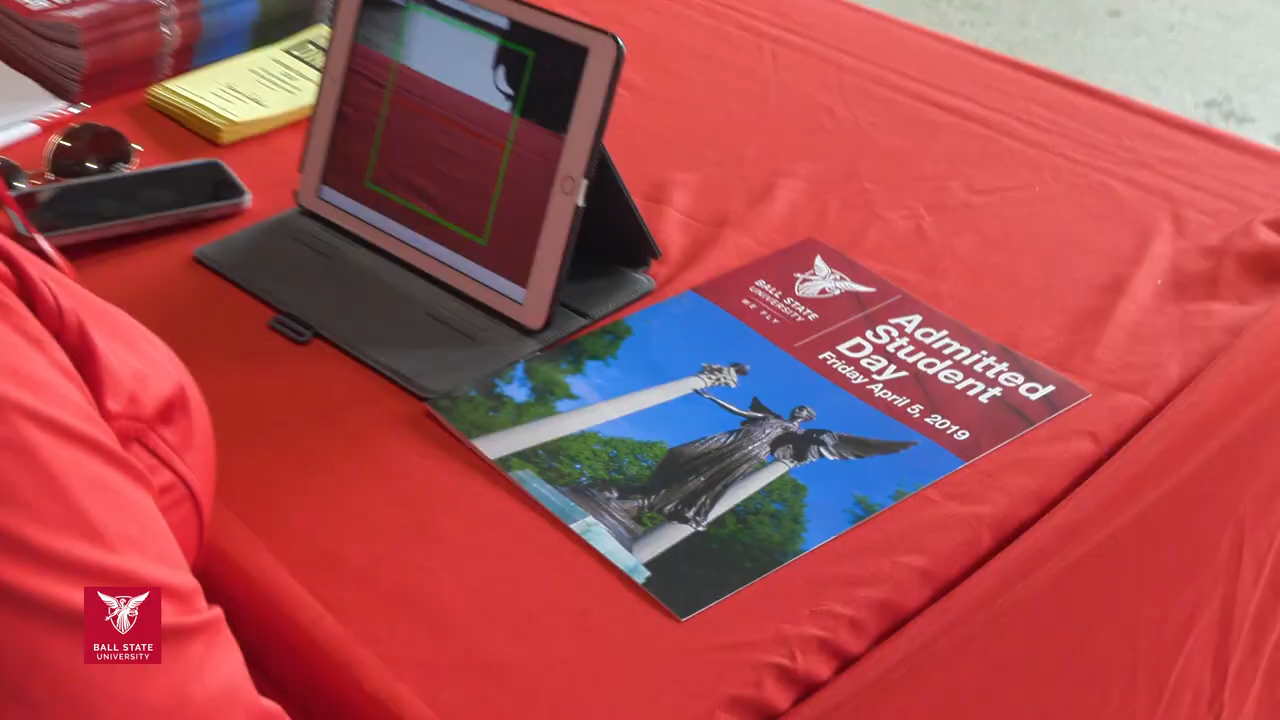 BALL STATE
UNIVERSITY
WE FLY
Admitted
Student
Day
Friday April 5, 2019
BALL STATE
UNIVERSITY